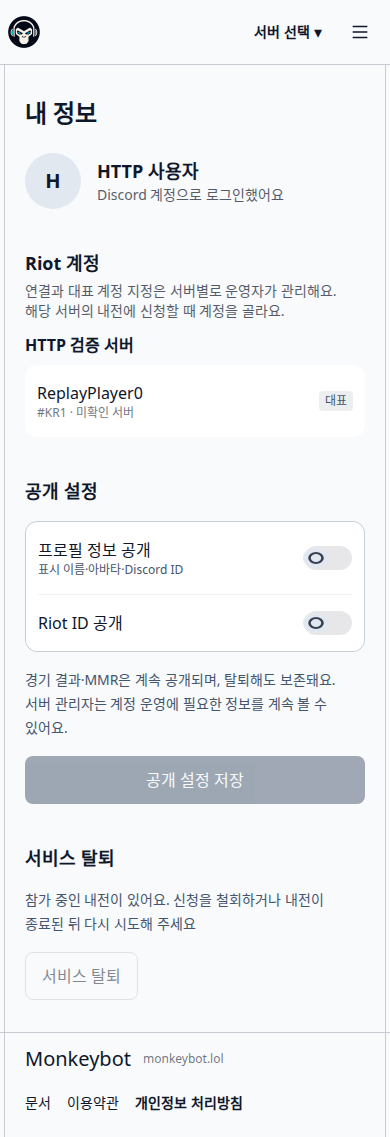 서버 선택 ▾
내 정보
H
HTTP 사용자
Discord 계정으로 로그인했어요
Riot 계정
연결과 대표 계정 지정은 서버별로 운영자가 관리해요.
해당 서버의 내전에 신청할 때 계정을 골라요.
HTTP 검증 서버
ReplayPlayer0
#KR1 · 미확인 서버
대표
공개 설정
프로필 정보 공개
표시 이름·아바타·Discord ID
Riot ID 공개
경기 결과·MMR은 계속 공개되며, 탈퇴해도 보존돼요.
서버 관리자는 계정 운영에 필요한 정보를 계속 볼 수
있어요.
공개 설정 저장
서비스 탈퇴
참가 중인 내전이 있어요. 신청을 철회하거나 내전이
종료된 뒤 다시 시도해 주세요
서비스 탈퇴
Monkeybot monkeybot.lol
문서 이용약관 개인정보 처리방침